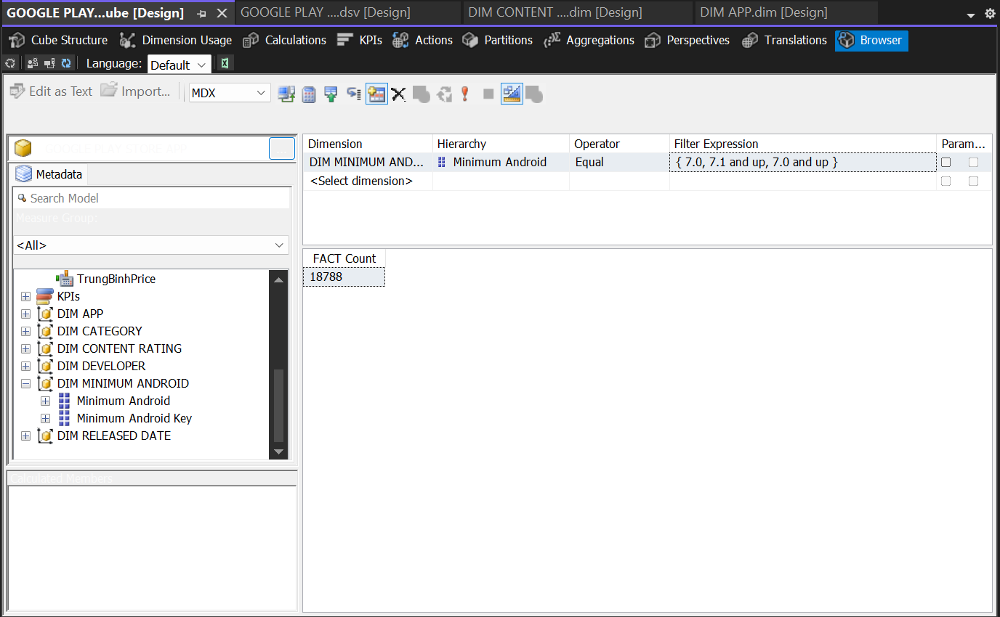 GOOGLE PLAY...ube [Design]
GOOGLE PLAY ....dsv [Design]
DIM CONTENT ....dim [Design]
DIM APP.dim [Design]
Cube Structure
Dimension Usage
Calculations
KPIs
Actions
Partitions
Aggregations
Perspectives
Translations
Browser
Language:
Default
Edit as Text
Import...
MDX
GOOGLE PLAY STORE APP
...
Metadata
Search Model
Measure Group:
<All>
TrungBinhPrice
KPIs
DIM APP
DIM CATEGORY
DIM CONTENT RATING
DIM DEVELOPER
DIM MINIMUM ANDROID
Minimum Android
Minimum Android Key
DIM RELEASED DATE
Calculated Members
Dimension Hierarchy Operator Filter Expression Param...
DIM MINIMUM AND... Minimum Android Equal { 7.0, 7.1 and up, 7.0 and up }
<Select dimension>
FACT Count
18788